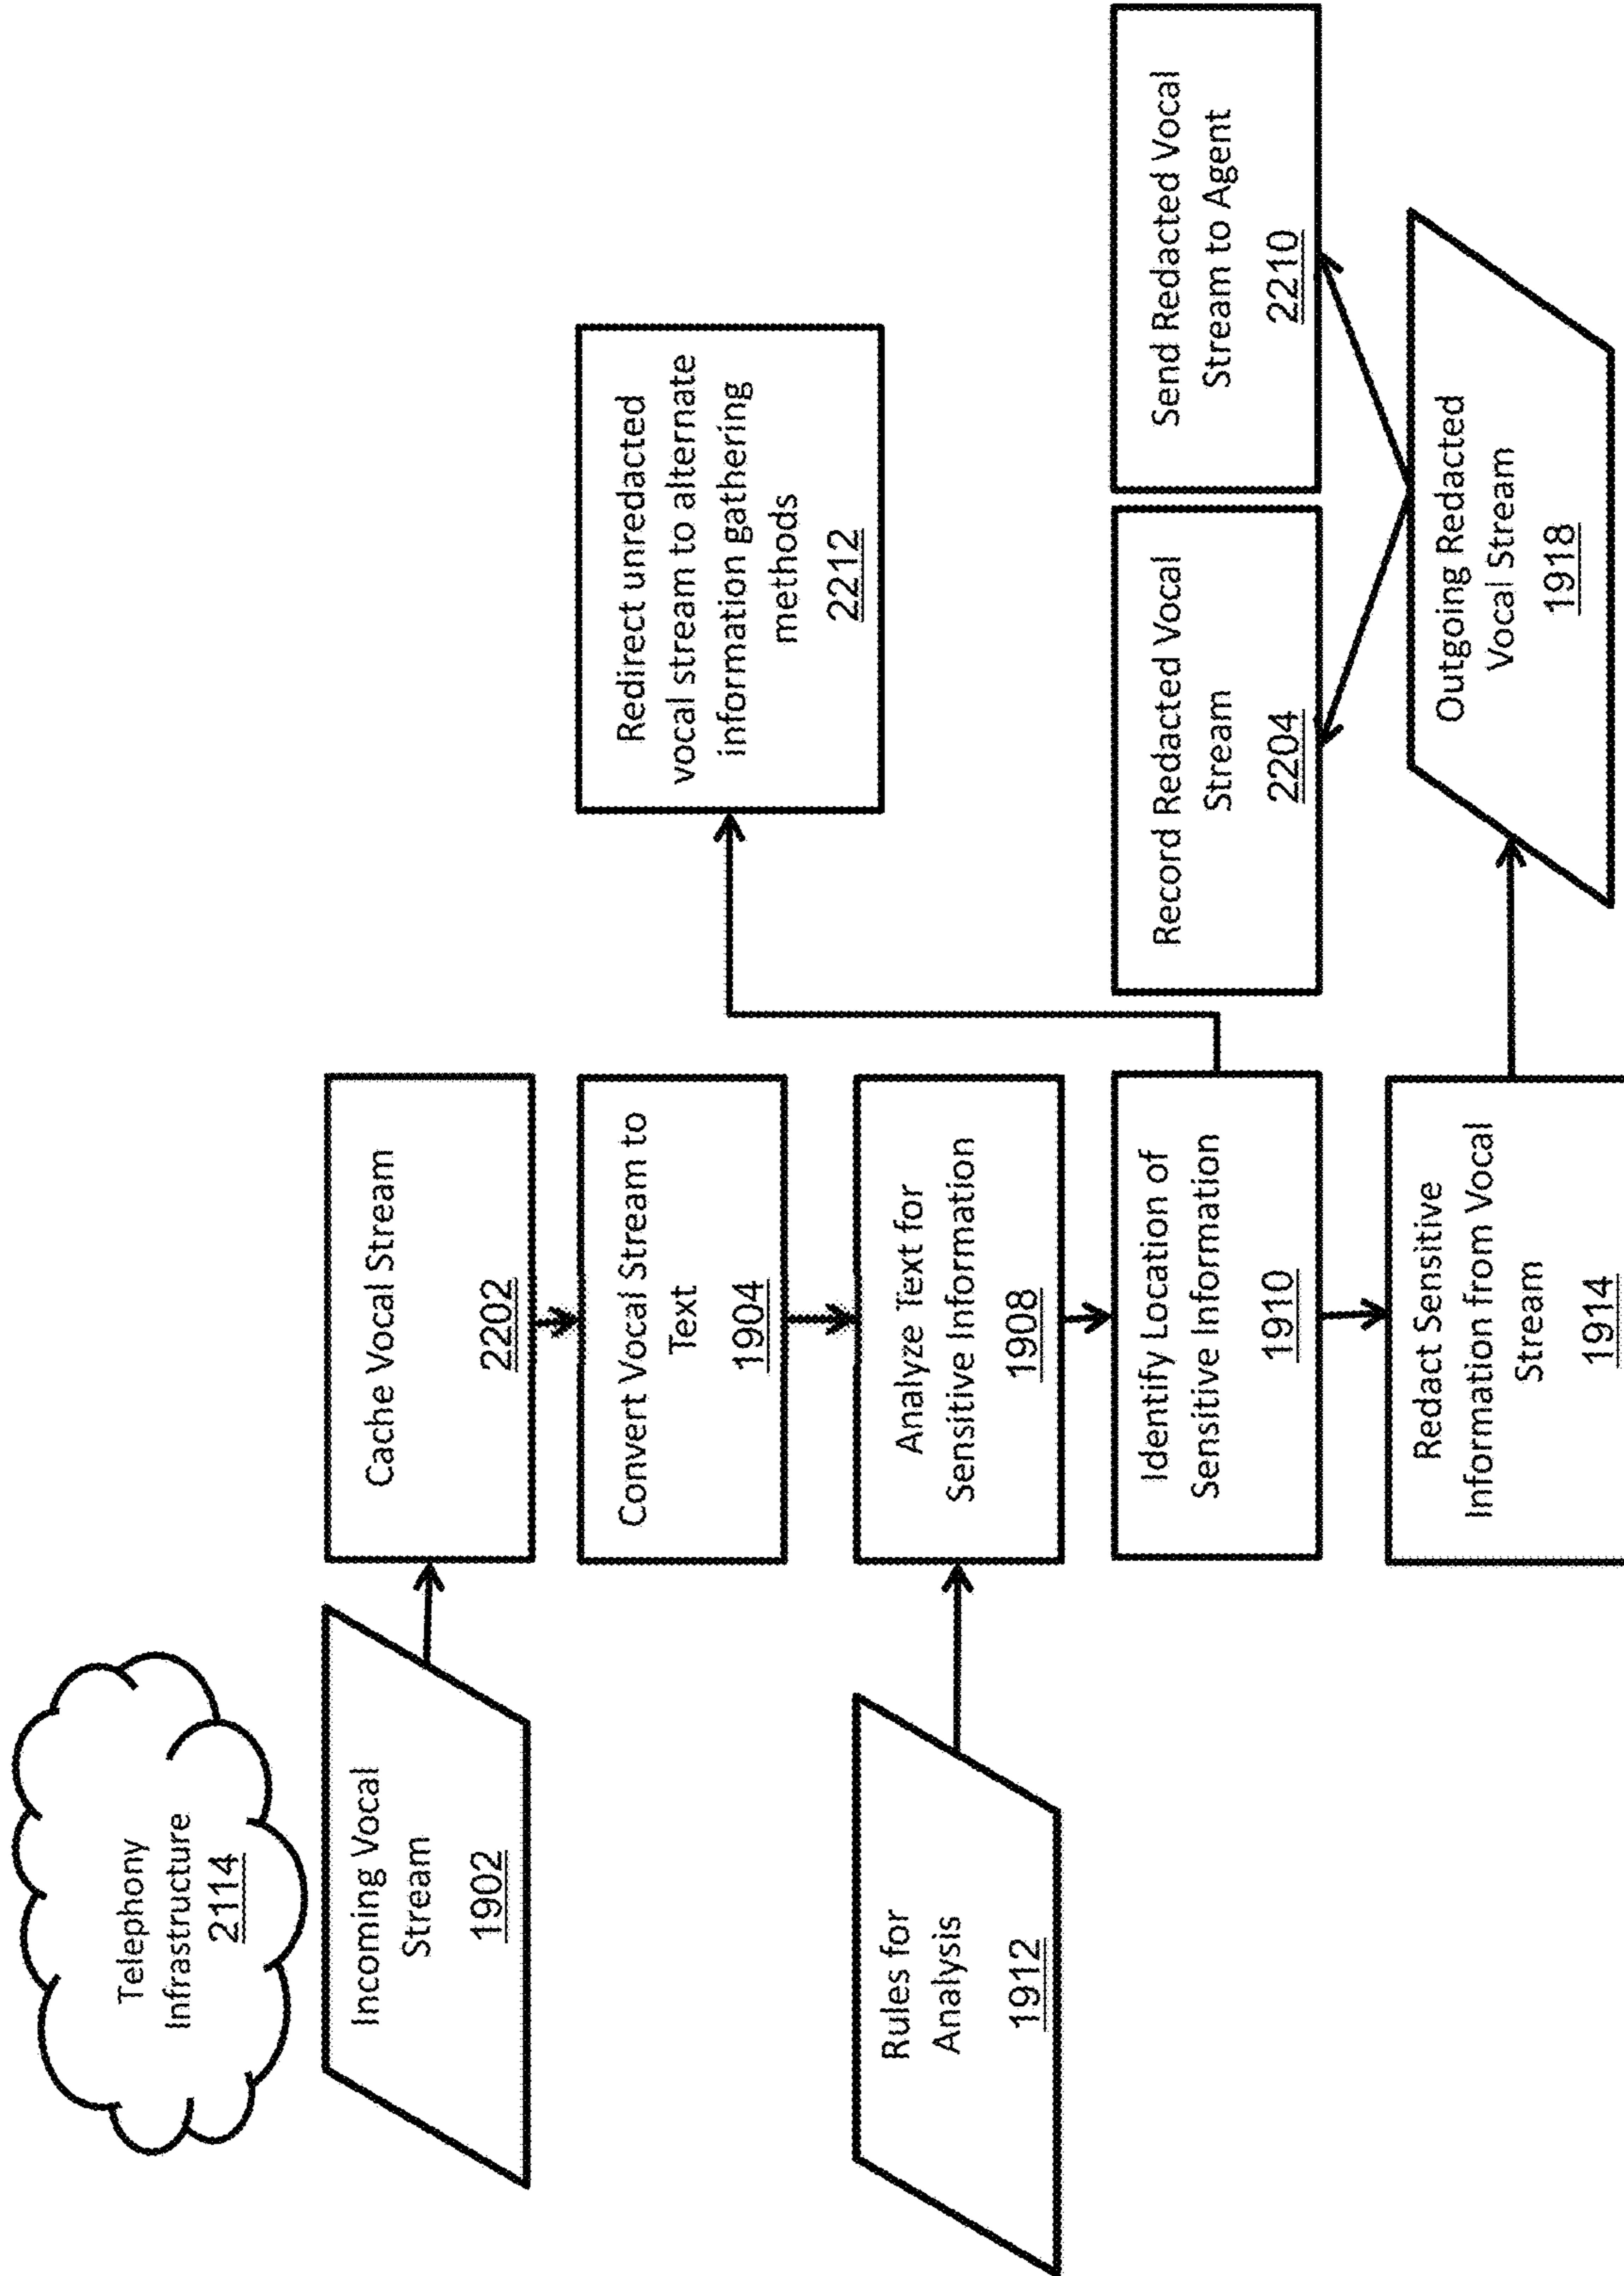 Telephony
Infrastructure
2114
Incoming Vocal
Stream
1902
Cache Vocal Stream
2202
Convert Vocal Stream to
Text
1904
Redirect unredacted
vocal stream to alternate
information gathering
methods
2212
Rules for
Analysis
1912
Analyze Text for
Sensitive Information
1908
Identify Location of
Sensitive Information
1910
Record Redacted Vocal
Stream
2204
Send Redacted Vocal
Stream to Agent
2210
Redact Sensitive
Information from Vocal
Stream
1914
Outgoing Redacted
Vocal Stream
1918